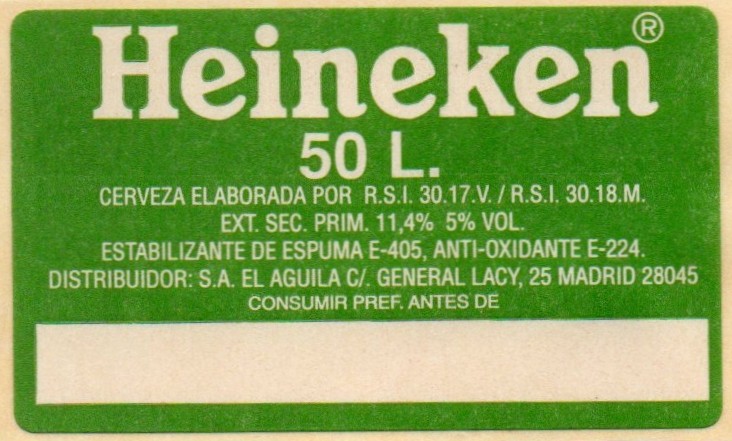 Heineken®
50 L.
CERVEZA ELABORADA POR R.S.I. 30.17.V. / R.S.I. 30.18.M.
EXT. SEC. PRIM. 11,4% 5% VOL.
ESTABILIZANTE DE ESPUMA E-405, ANTI-OXIDANTE E-224.
DISTRIBUIDOR: S.A. EL AGUILA C/. GENERAL LACY, 25 MADRID 28045
CONSUMIR PREF. ANTES DE